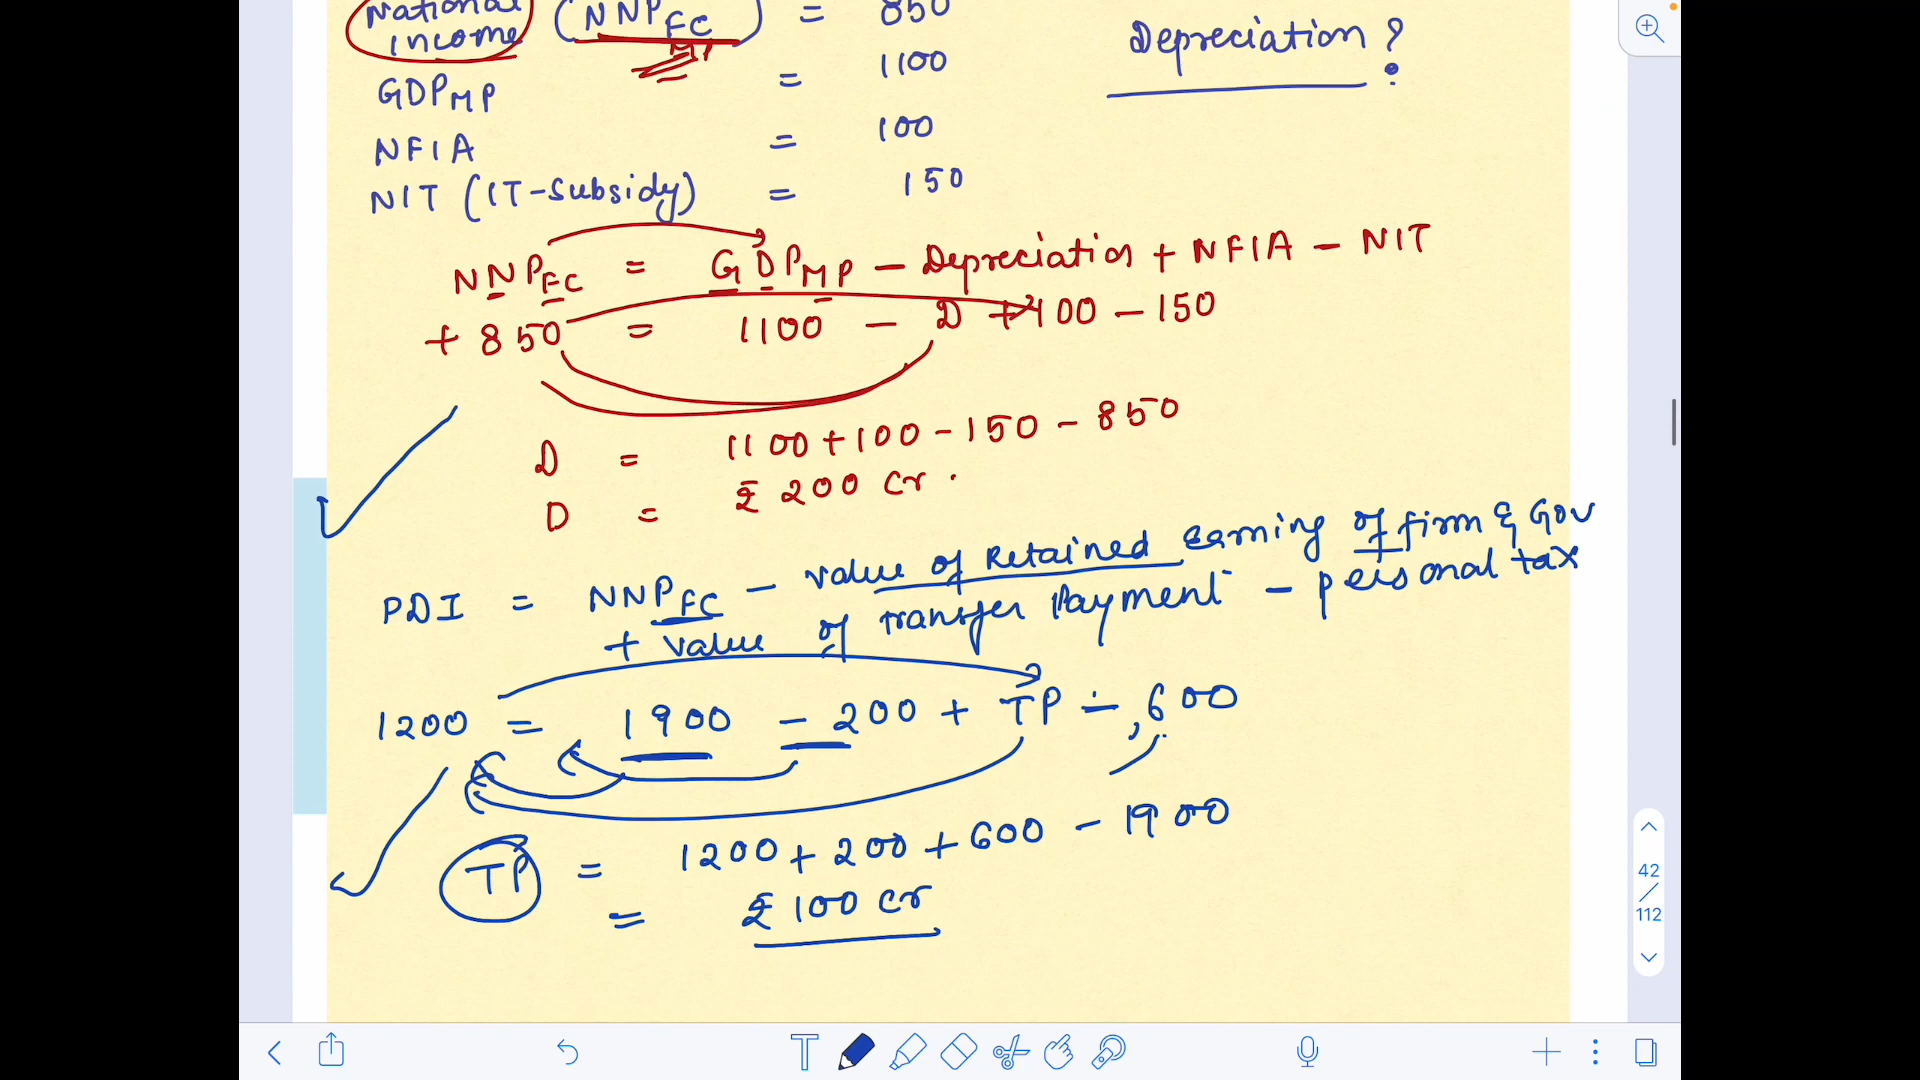 National
income (NNPFC) = 850
MP
Depreciation ?
GDPMP = 1100
NFIA = 100
NIT (IT-Subsidy) = 150
NNPFC = GDPMP - Depreciation + NFIA - NIT
+ 850 = 1100 - D + 100 - 150
D = 1100 + 100 - 150 - 850
D = ₹ 200 Cr.
PDI = NNPFC - value of Retained Earning of firm & Gov
+ value of Transfer Payment - personal tax
1200 = 1900 - 200 + TP - 600
TP = 1200 + 200 + 600 - 1900
= ₹ 100 Cr
42
/
112
T